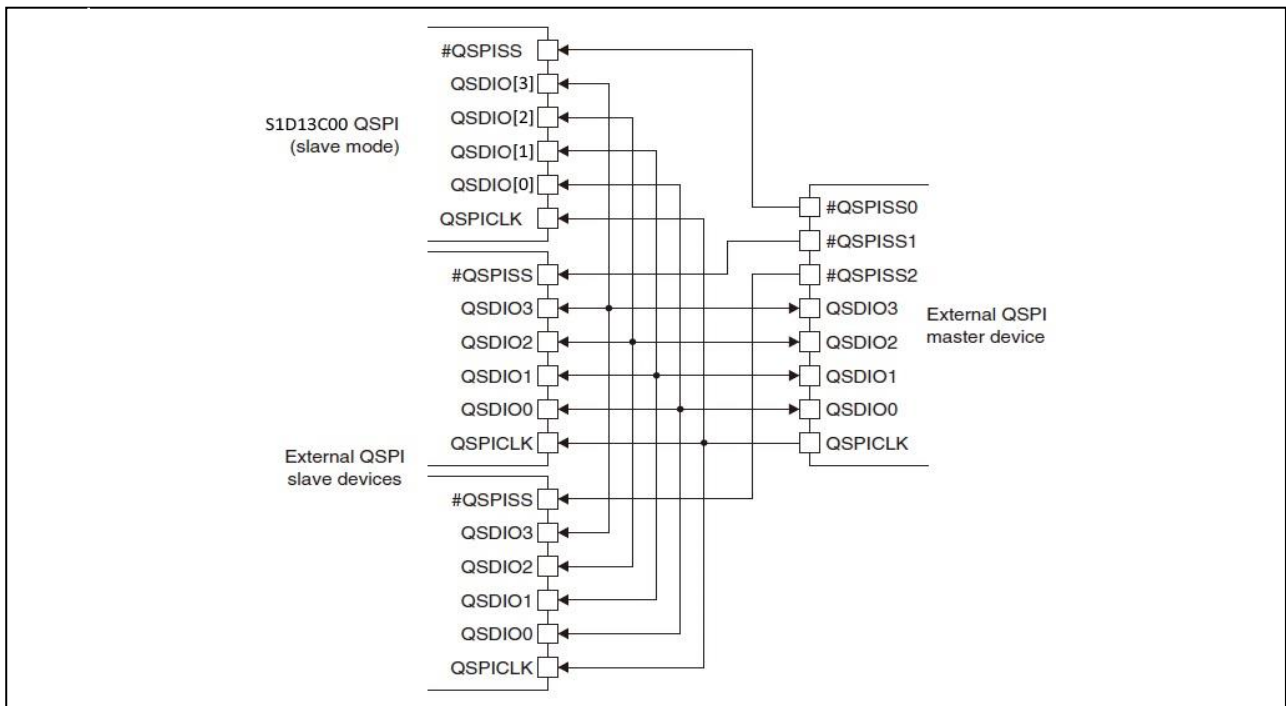 #QSPISS
QSDIO[3]
QSDIO[2]
QSDIO[1]
QSDIO[0]
QSPICLK
S1D13C00 QSPI
(slave mode)
#QSPISS
QSDIO3
QSDIO2
QSDIO1
QSDIO0
QSPICLK
External QSPI
slave devices
#QSPISS
QSDIO3
QSDIO2
QSDIO1
QSDIO0
QSPICLK
#QSPISS0
#QSPISS1
#QSPISS2
QSDIO3
QSDIO2
QSDIO1
QSDIO0
QSPICLK
External QSPI
master device